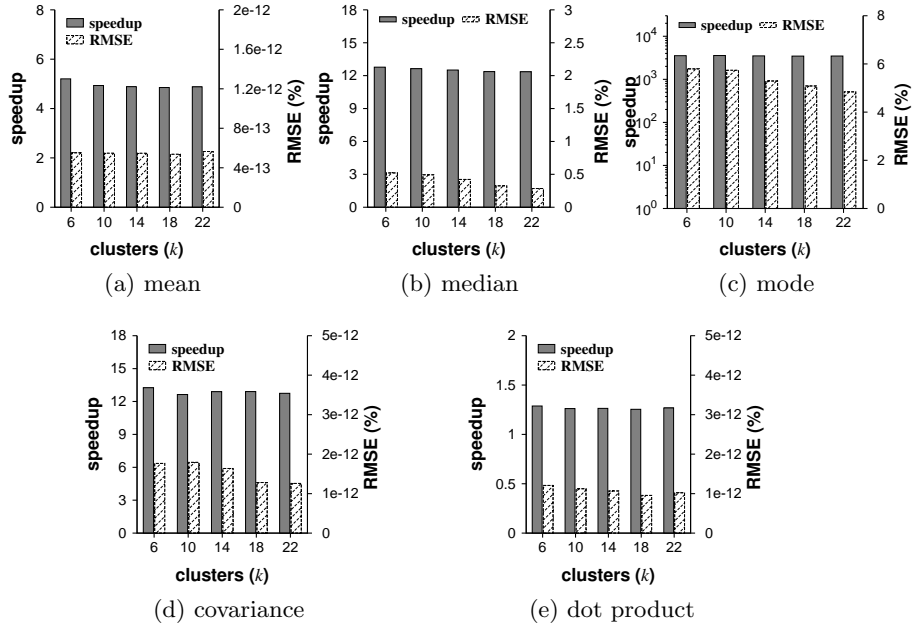 speedup
RMSE
8
6
4
2
0
speedup
2e-12
1.6e-12
1.2e-12
8e-13
4e-13
0
RMSE (%)
6 10 14 18 22
clusters (k)
(a) mean
speedup RMSE
18
15
12
9
6
3
0
speedup
3
2.5
2
1.5
1
0.5
0
RMSE (%)
6 10 14 18 22
clusters (k)
(b) median
speedup RMSE
10^4
10^3
10^2
10^1
10^0
speedup
8
6
4
2
0
RMSE (%)
6 10 14 18 22
clusters (k)
(c) mode
speedup
RMSE
18
15
12
9
6
3
0
speedup
5e-12
4e-12
3e-12
2e-12
1e-12
0
RMSE (%)
6 10 14 18 22
clusters (k)
(d) covariance
speedup
RMSE
2
1.5
1
0.5
0
speedup
5e-12
4e-12
3e-12
2e-12
1e-12
0
RMSE (%)
6 10 14 18 22
clusters (k)
(e) dot product